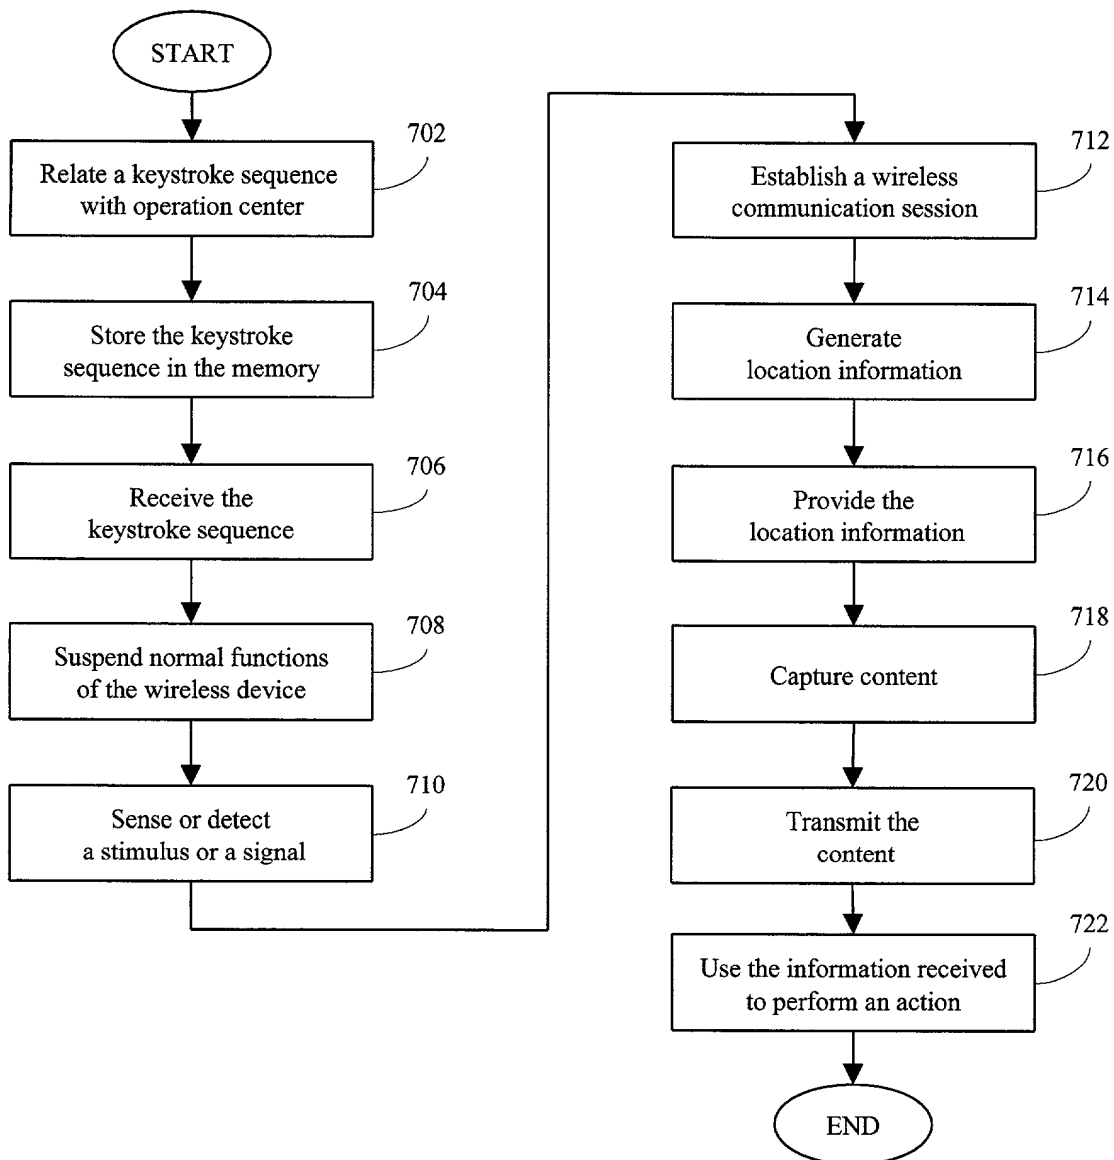 START
702
Relate a keystroke sequence
with operation center
704
Store the keystroke
sequence in the memory
706
Receive the
keystroke sequence
708
Suspend normal functions
of the wireless device
710
Sense or detect
a stimulus or a signal
712
Establish a wireless
communication session
714
Generate
location information
716
Provide the
location information
718
Capture content
720
Transmit the
content
722
Use the information received
to perform an action
END